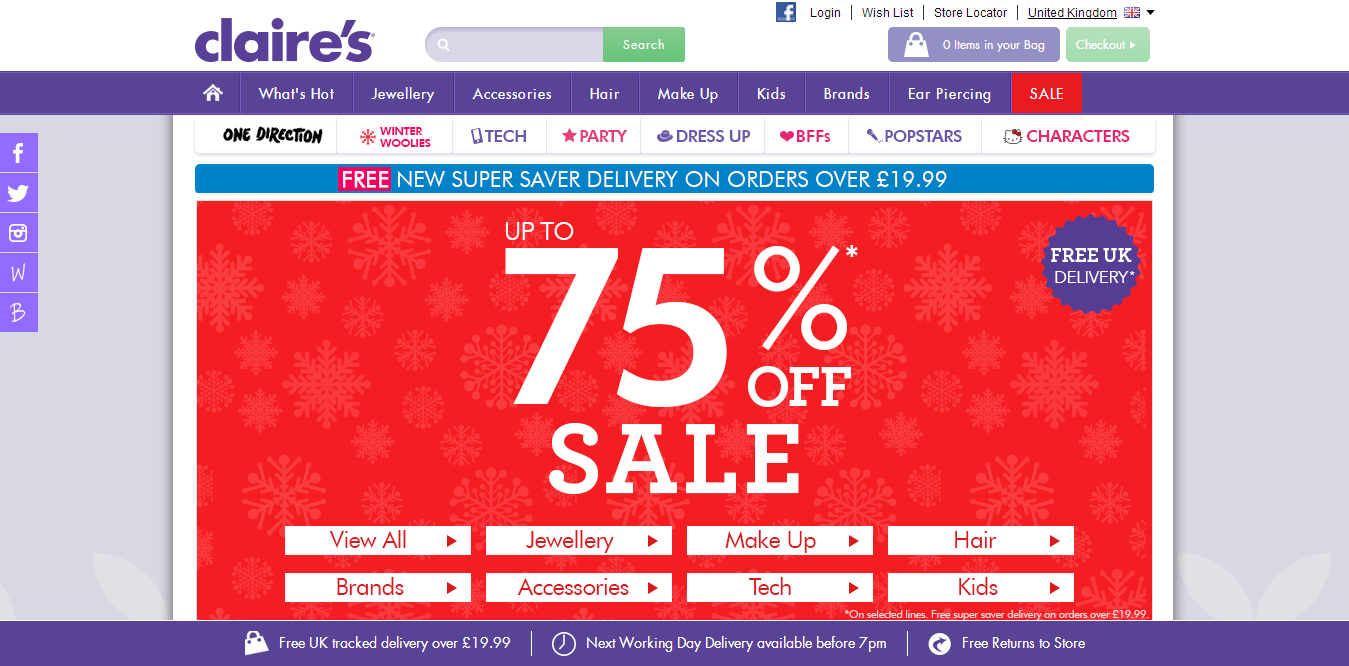 Login
Wish List
Store Locator
United Kingdom
claire's
Search
0 Items in your Bag
Checkout
What's Hot
Jewellery
Accessories
Hair
Make Up
Kids
Brands
Ear Piercing
SALE
ONE DIRECTION
WINTER
WOOLIES
TECH
PARTY
DRESS UP
BFFs
POPSTARS
CHARACTERS
FREE NEW SUPER SAVER DELIVERY ON ORDERS OVER £19.99
UP TO
75%*
OFF
SALE
FREE UK
DELIVERY*
View All
Jewellery
Make Up
Hair
Brands
Accessories
Tech
Kids
*On selected lines. Free super saver delivery on orders over £19.99.
W
B
Free UK tracked delivery over £19.99
Next Working Day Delivery available before 7pm
Free Returns to Store